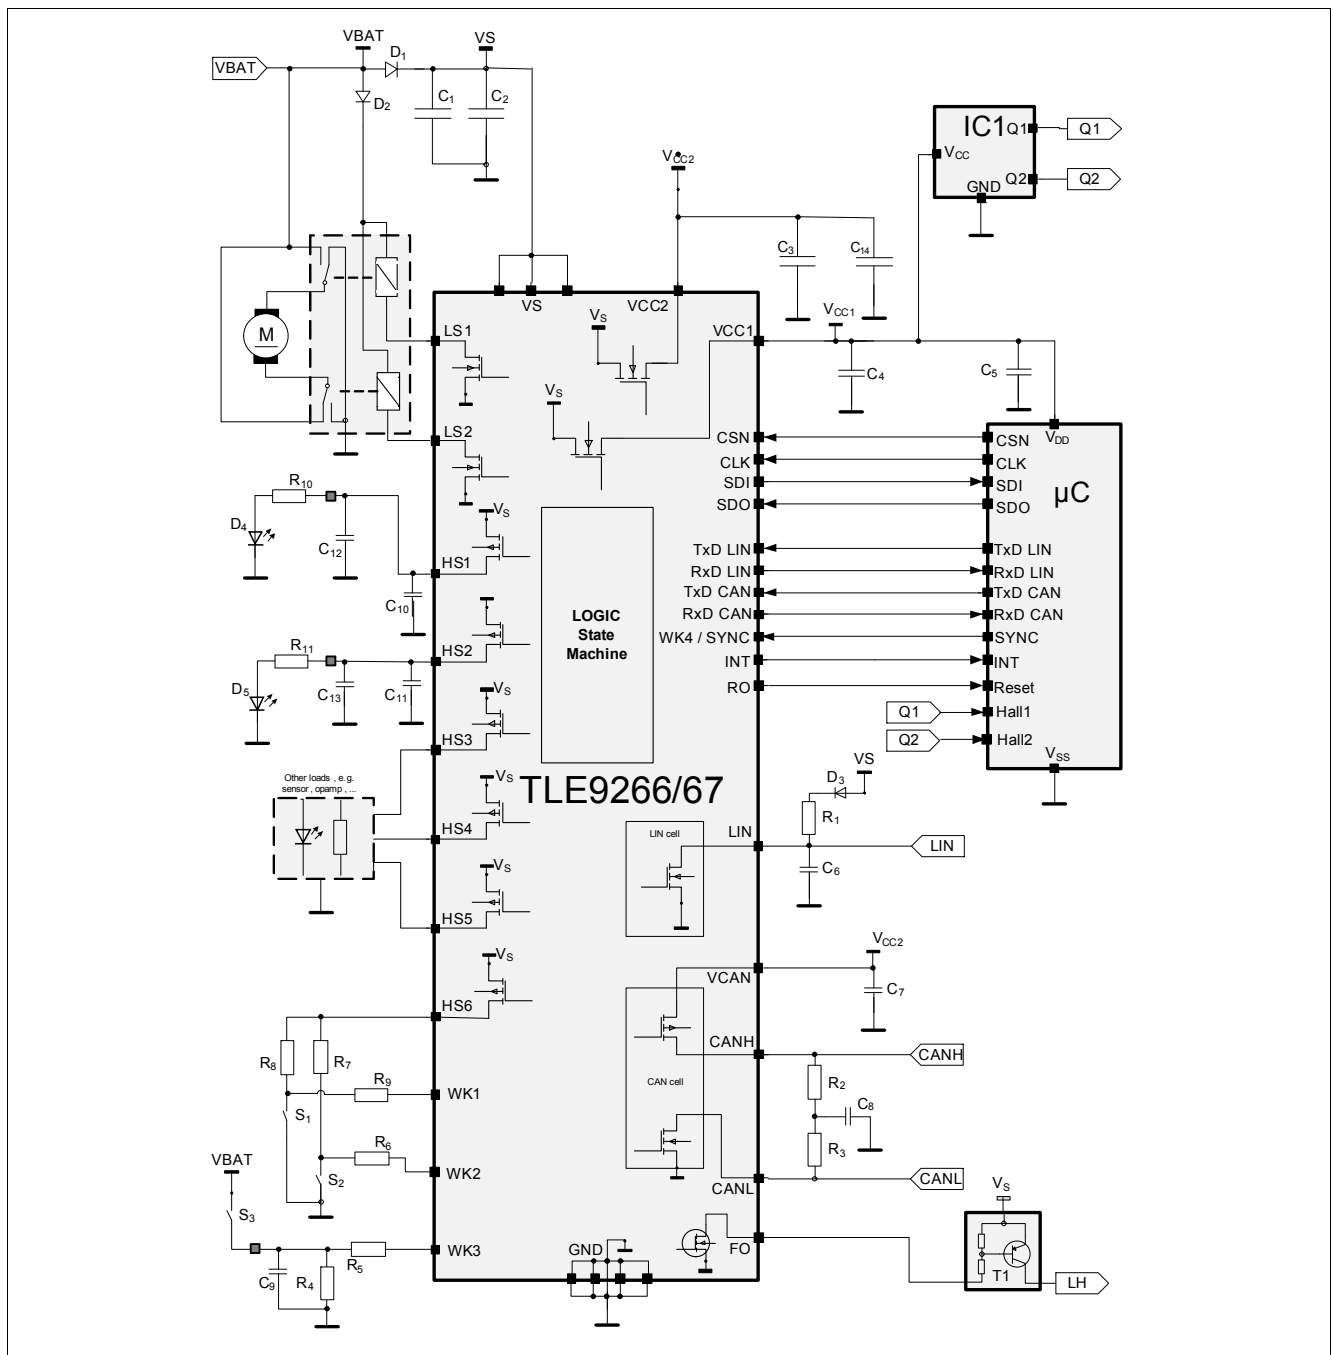 VBAT
VS
VBAT
D1
D2
C1
C2
IC1
Q1
Q1
VCC
VCC2
Q2
Q2
GND
C3
C14
VS
VCC2
VS
VCC1
VCC1
LS1
M
C4
C5
VS
LS2
CSN
CSN
VDD
CLK
CLK
SDI
SDI
SDO
SDO
µC
R10
VS
D4
C12
HS1
C10
TxD LIN
TxD LIN
RxD LIN
RxD LIN
TxD CAN
TxD CAN
RxD CAN
RxD CAN
LOGIC
State
Machine
WK4 / SYNC
SYNC
VS
R11
HS2
INT
INT
D5
C13
C11
RO
Reset
VS
Q1
Hall1
HS3
Q2
Hall2
VSS
Other loads , e.g.
sensor , opamp , ...
VS
TLE9266/67
D3
VS
R1
HS4
LIN cell
LIN
LIN
C6
VS
HS5
VCC2
VS
VCAN
C7
HS6
CANH
CANH
R8
R7
CAN cell
R2
R9
WK1
C8
S1
R6
R3
VBAT
S2
WK2
CANL
CANL
S3
VS
WK3
GND
FO
R5
C9
R4
T1
LH